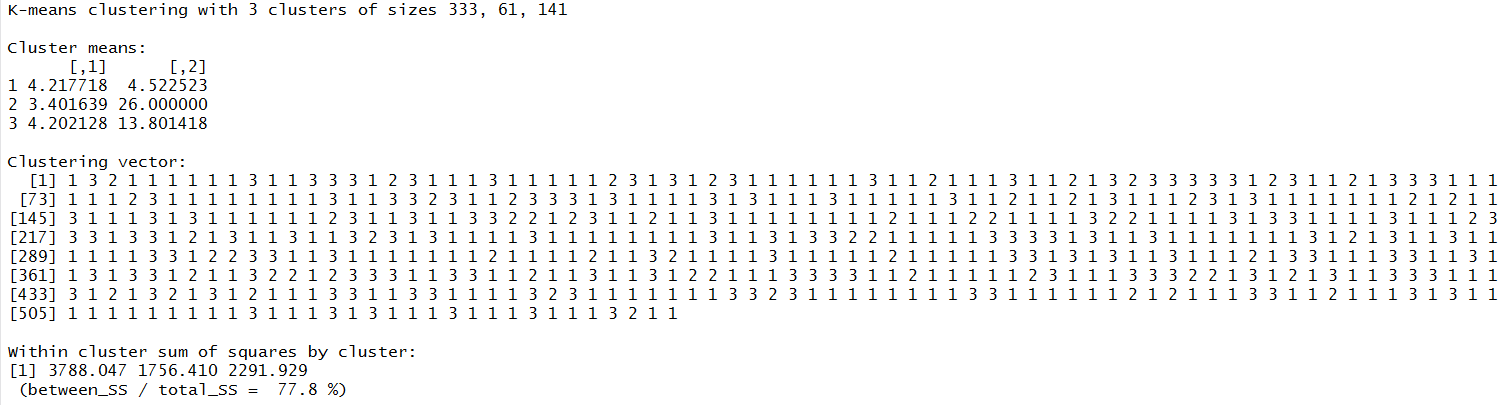 K-means clustering with 3 clusters of sizes 333, 61, 141
Cluster means:
[,1] [,2]
1 4.217718 4.522523
2 3.401639 26.000000
3 4.202128 13.801418
Clustering vector:
[1] 1 3 2 1 1 1 1 1 1 3 1 1 3 3 3 1 2 3 1 1 1 3 1 1 1 1 1 2 3 1 3 1 2 3 1 1 1 1 1 1 3 1 1 2 1 1 1 3 1 1 2 1 3 2 3 3 3 3 3 1 2 3 1 1 2 1 3 3 3 1 1 1
[73] 1 1 1 2 3 1 1 1 1 1 1 1 1 3 1 1 3 3 2 3 1 1 2 3 3 3 1 3 1 1 1 1 3 1 3 1 1 1 3 1 1 1 1 1 3 1 1 2 1 1 2 1 3 1 1 1 2 3 1 3 1 1 1 1 1 1 1 2 1 2 1 1
[145] 3 1 1 1 3 1 3 1 1 1 1 1 1 2 3 1 1 3 1 1 3 3 2 2 1 2 3 1 1 2 1 1 3 1 1 1 1 1 1 1 1 2 1 1 1 2 2 1 1 1 1 3 2 2 1 1 1 1 3 1 3 3 1 1 1 1 3 1 1 1 2 3
[217] 3 3 1 3 3 1 2 1 3 1 1 3 1 1 3 2 3 1 3 1 1 1 1 3 1 1 1 1 1 1 1 1 3 1 1 3 1 3 3 2 2 1 1 1 1 1 3 3 3 3 1 3 1 1 3 1 1 1 1 1 1 1 3 1 2 1 3 1 1 3 1 1
[289] 1 1 1 1 3 3 1 2 2 3 3 1 1 3 1 1 1 1 1 1 1 2 1 1 1 1 2 1 1 3 2 1 1 1 1 3 1 1 1 1 1 2 1 1 1 1 1 3 3 1 3 1 3 1 1 3 1 1 1 2 1 3 3 1 1 1 3 3 1 1 3 1
[361] 1 3 1 3 3 1 2 1 1 3 2 2 1 2 3 3 3 1 1 3 3 1 1 2 1 1 3 1 1 3 1 2 2 1 1 1 3 3 3 3 1 1 2 1 1 1 1 1 2 3 1 1 1 3 3 3 2 2 1 3 1 2 1 3 1 1 3 3 3 1 1 1
[433] 3 1 2 1 3 2 1 3 1 2 1 1 1 3 3 1 1 3 3 1 1 1 1 3 2 3 1 1 1 1 1 1 1 3 3 2 3 1 1 1 1 1 1 1 1 3 3 1 1 1 1 1 1 2 1 2 1 1 1 3 3 1 1 2 1 1 1 3 1 3 1 1
[505] 1 1 1 1 1 1 1 1 1 3 1 1 1 3 1 3 1 1 1 3 1 1 1 3 1 1 1 3 2 1 1
Within cluster sum of squares by cluster:
[1] 3788.047 1756.410 2291.929
(between_SS / total_SS = 77.8 %)